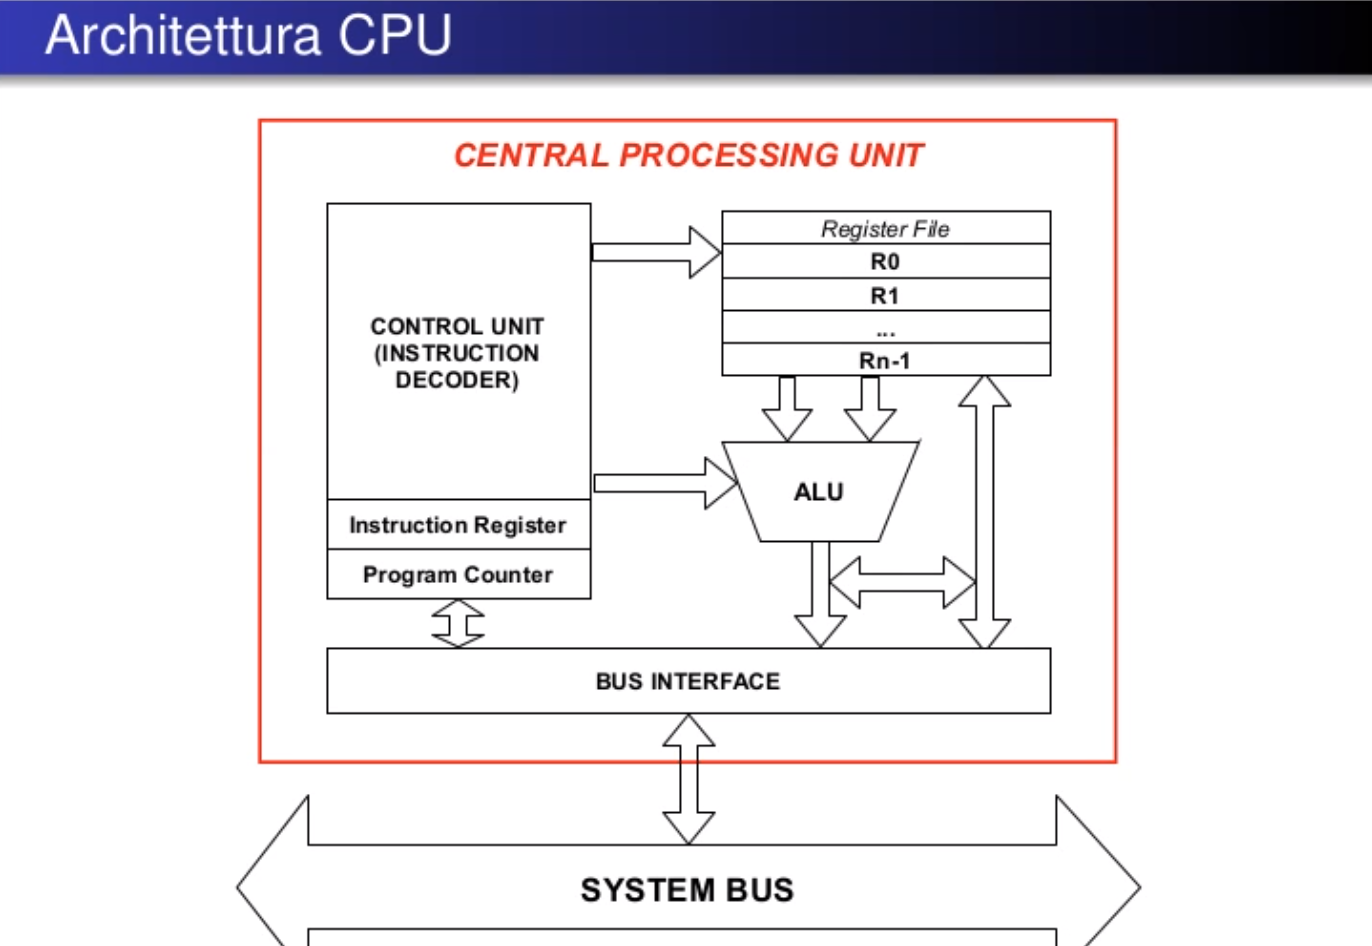 Architettura CPU
CENTRAL PROCESSING UNIT
CONTROL UNIT
(INSTRUCTION
DECODER)
Instruction Register
Program Counter
Register File
R0
R1
...
Rn-1
ALU
BUS INTERFACE
SYSTEM BUS